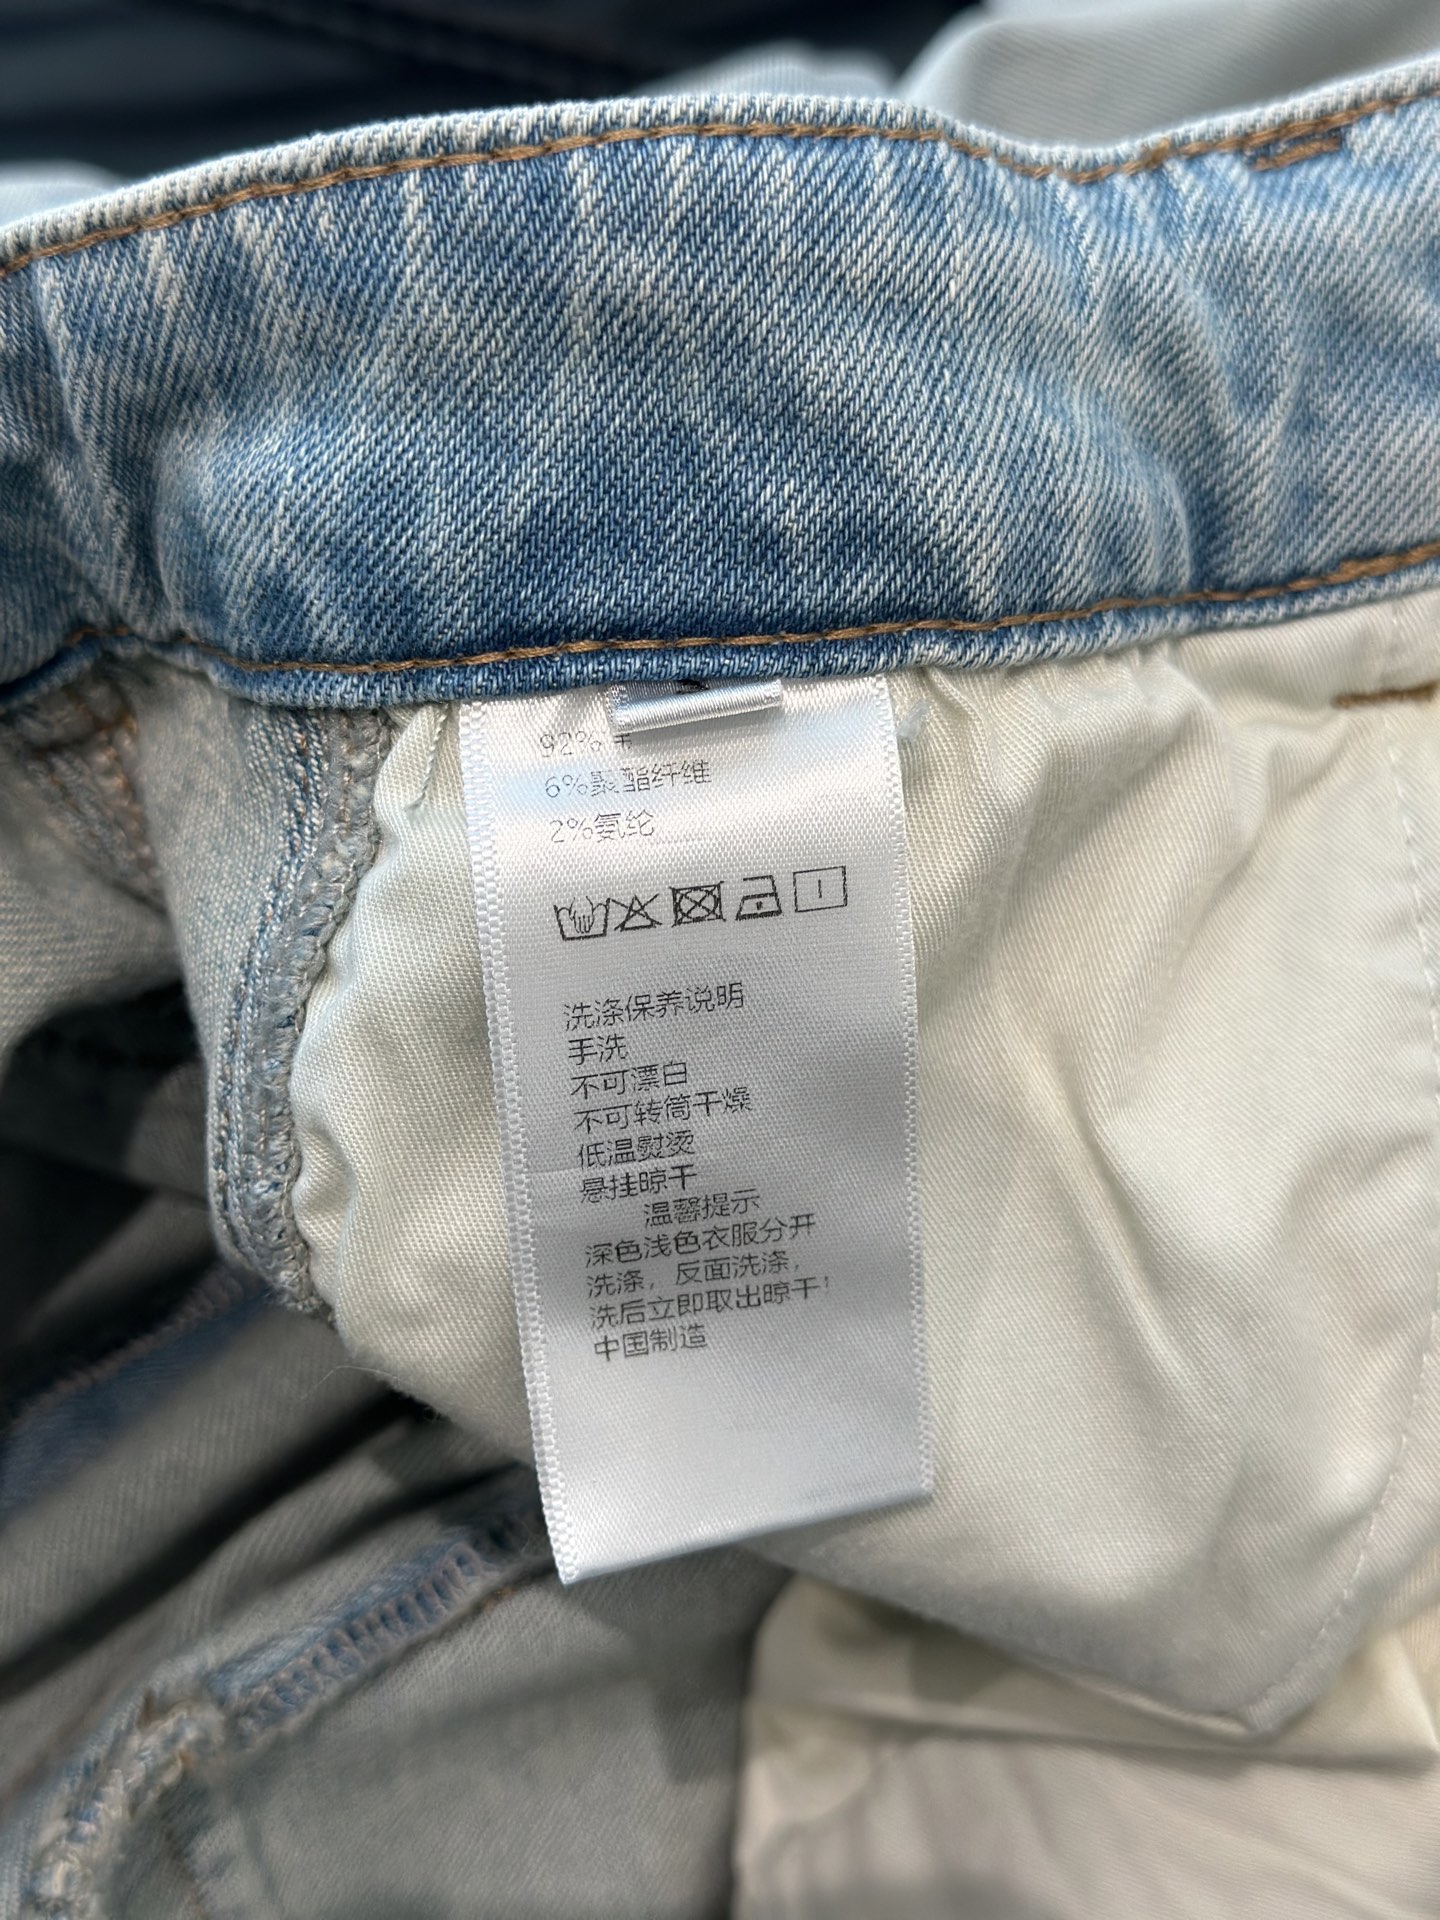 92%
6%聚酯纤维
2%氨纶
洗涤保养说明
手洗
不可漂白
不可转筒干燥
低温熨烫
悬挂晾干
温馨提示
深色浅色衣服分开
洗涤，反面洗涤，
洗后立即取出晾干!
中国制造